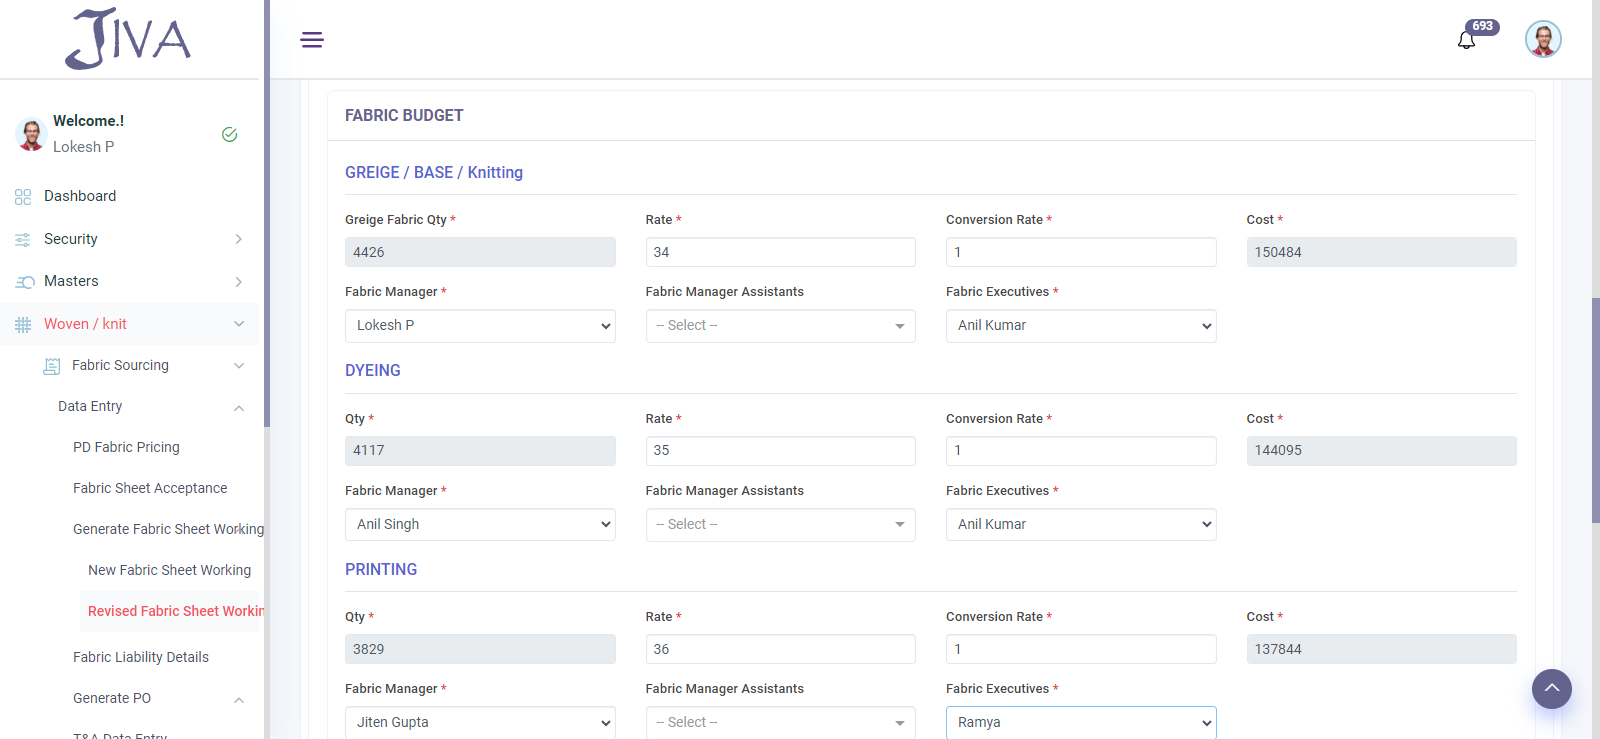 JIVA
693
Welcome.!
Lokesh P
Dashboard
Security
Masters
Woven / knit
Fabric Sourcing
Data Entry
PD Fabric Pricing
Fabric Sheet Acceptance
Generate Fabric Sheet Working
New Fabric Sheet Working
Revised Fabric Sheet Workin
Fabric Liability Details
Generate PO
T&A Data Entry
FABRIC BUDGET
GREIGE / BASE / Knitting
Greige Fabric Qty * Rate * Conversion Rate * Cost *
4426 34 1 150484
Fabric Manager * Fabric Manager Assistants Fabric Executives *
Lokesh P -- Select -- Anil Kumar
DYEING
Qty * Rate * Conversion Rate * Cost *
4117 35 1 144095
Fabric Manager * Fabric Manager Assistants Fabric Executives *
Anil Singh -- Select -- Anil Kumar
PRINTING
Qty * Rate * Conversion Rate * Cost *
3829 36 1 137844
Fabric Manager * Fabric Manager Assistants Fabric Executives *
Jiten Gupta -- Select -- Ramya